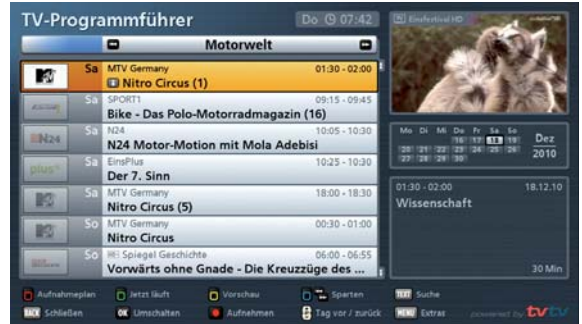 TV-Programmführer
Do 07:42
Einsfestival HD
Motorwelt
Sa MTV Germany 01:30 - 02:00
Nitro Circus (1)
Sa SPORT1 09:15 - 09:45
Bike - Das Polo-Motorradmagazin (16)
N24
Sa N24 10:05 - 10:30
N24 Motor-Motion mit Mola Adebisi
plus
Sa EinsPlus 10:25 - 10:30
Der 7. Sinn
Sa MTV Germany 18:00 - 18:30
Nitro Circus (5)
So MTV Germany 00:30 - 01:00
Nitro Circus
So Spiegel Geschichte 06:00 - 06:55
Vorwärts ohne Gnade - Die Kreuzzüge des ...
Mo Di Mi Do Fr Sa So
16 17 18 19
20 21 22 23 24 25 26
27 28 29 30
Dez
2010
01:30 - 02:00 18.12.10
Wissenschaft
30 Min
Aufnahmeplan Jetzt läuft Vorschau Sparten TEXT Suche
BACK Schließen OK Umschalten Aufnehmen Tag vor / zurück MENU Extras
powered by tvtv